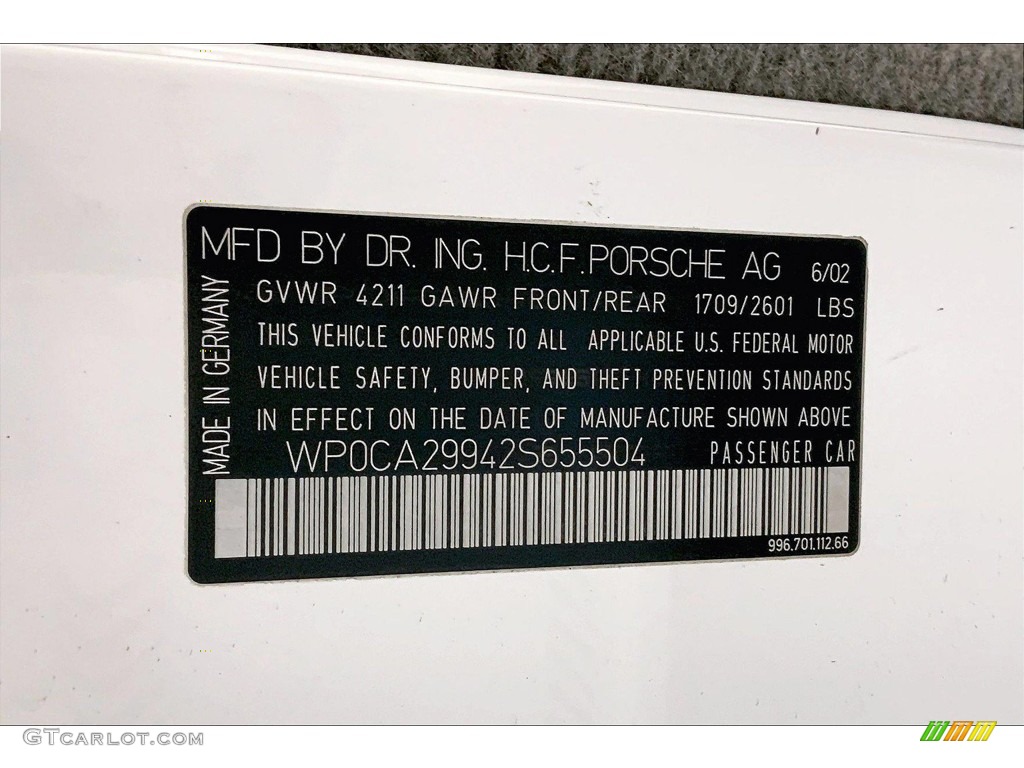 MFD BY DR. ING. H.C.F. PORSCHE AG 6/02
GVWR 4211 GAWR FRONT/REAR 1709/2601 LBS
THIS VEHICLE CONFORMS TO ALL APPLICABLE U.S. FEDERAL MOTOR
VEHICLE SAFETY, BUMPER, AND THEFT PREVENTION STANDARDS
IN EFFECT ON THE DATE OF MANUFACTURE SHOWN ABOVE
WP0CA29942S655504 PASSENGER CAR
MADE IN GERMANY
996.701.112.66
GTCARLOT.COM